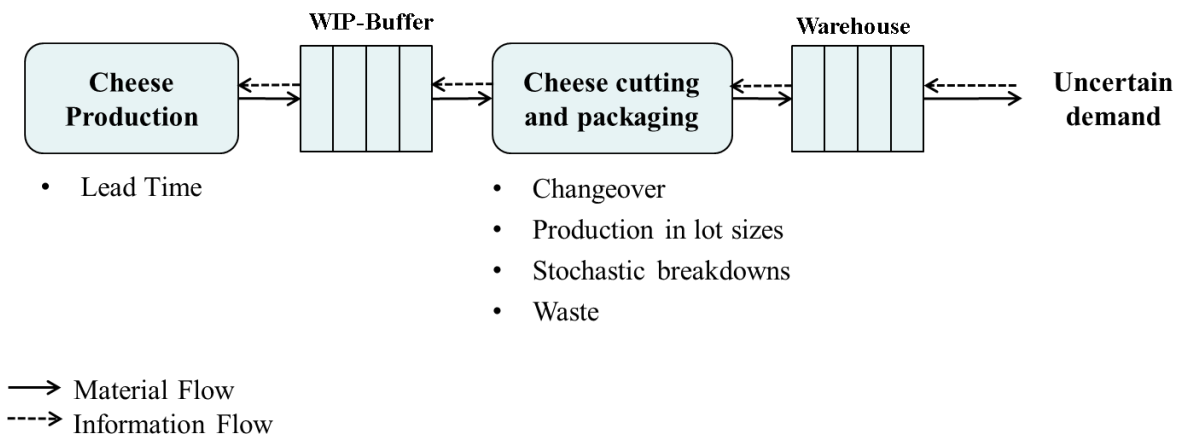 WIP-Buffer
Warehouse
Cheese
Production
Cheese cutting
and packaging
Uncertain
demand
• Lead Time
• Changeover
• Production in lot sizes
• Stochastic breakdowns
• Waste
Material Flow
Information Flow